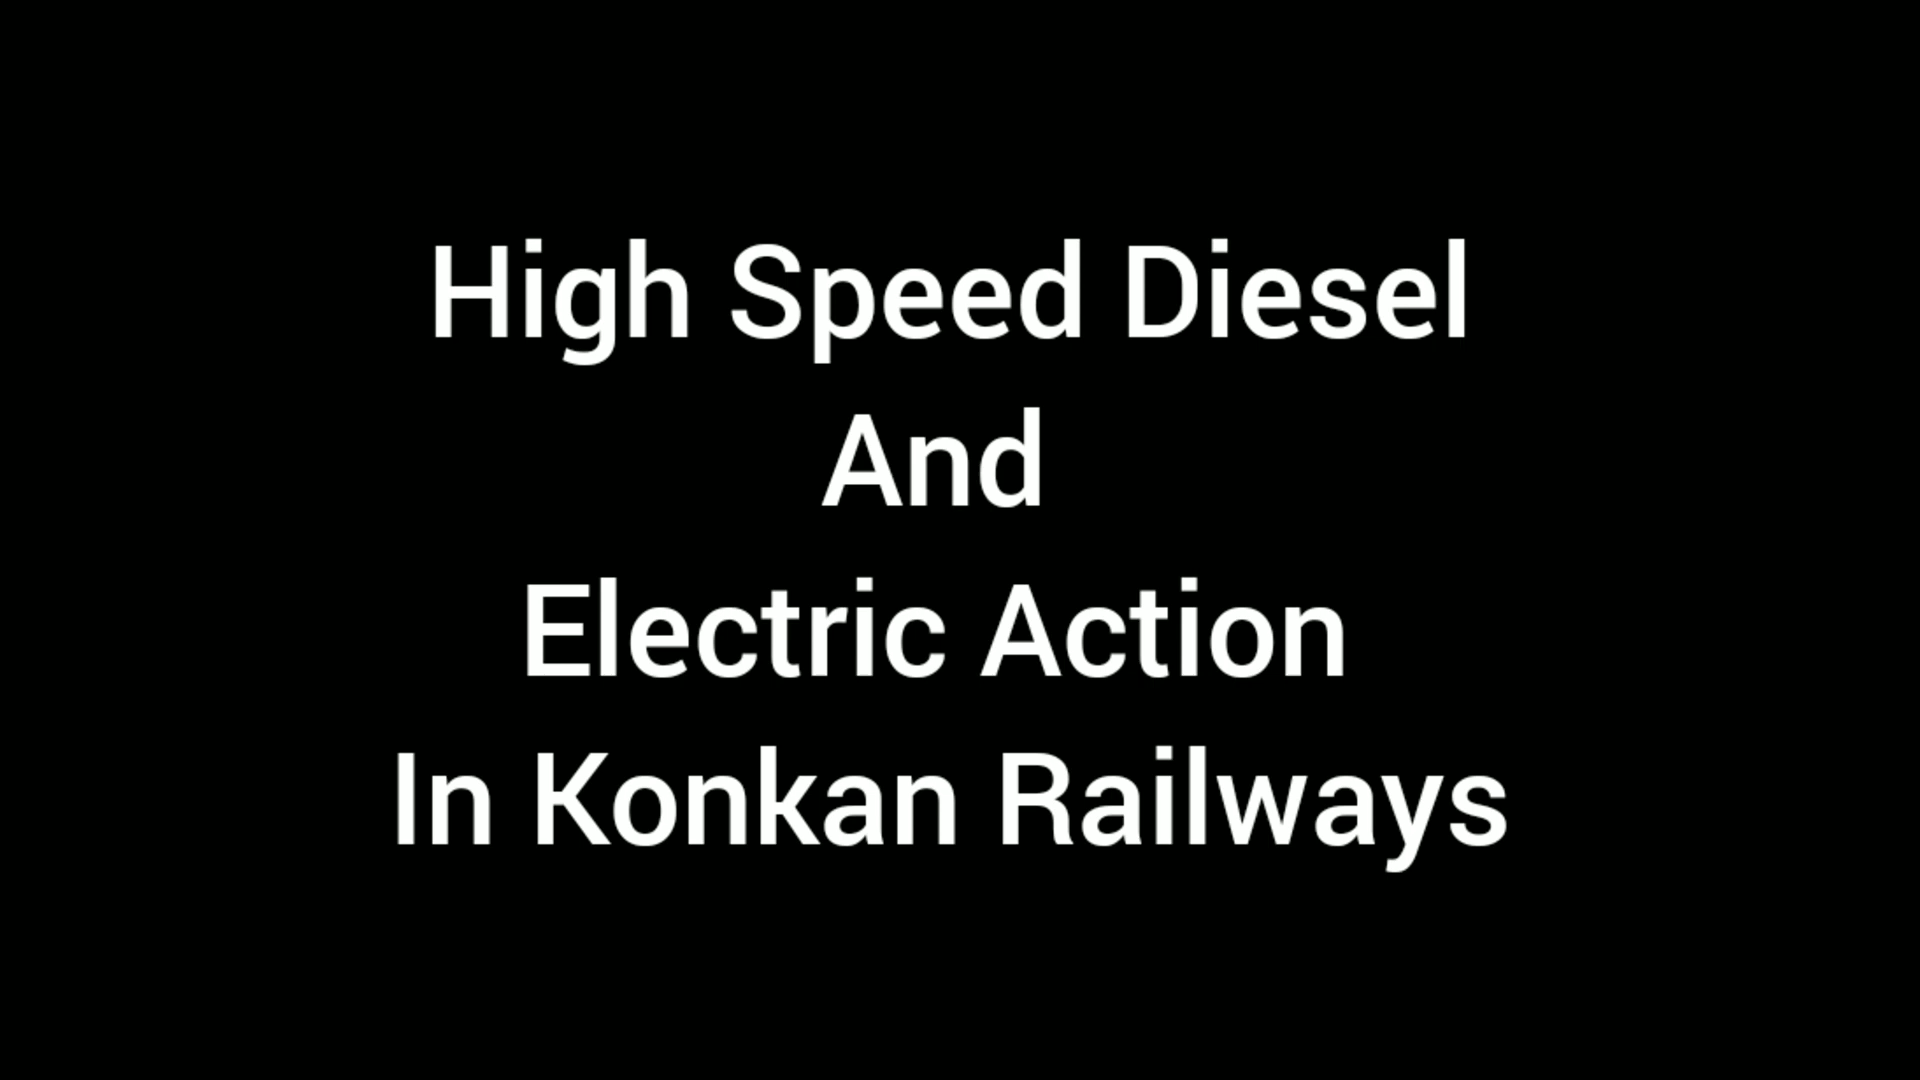 High Speed Diesel
And
Electric Action
In Konkan Railways